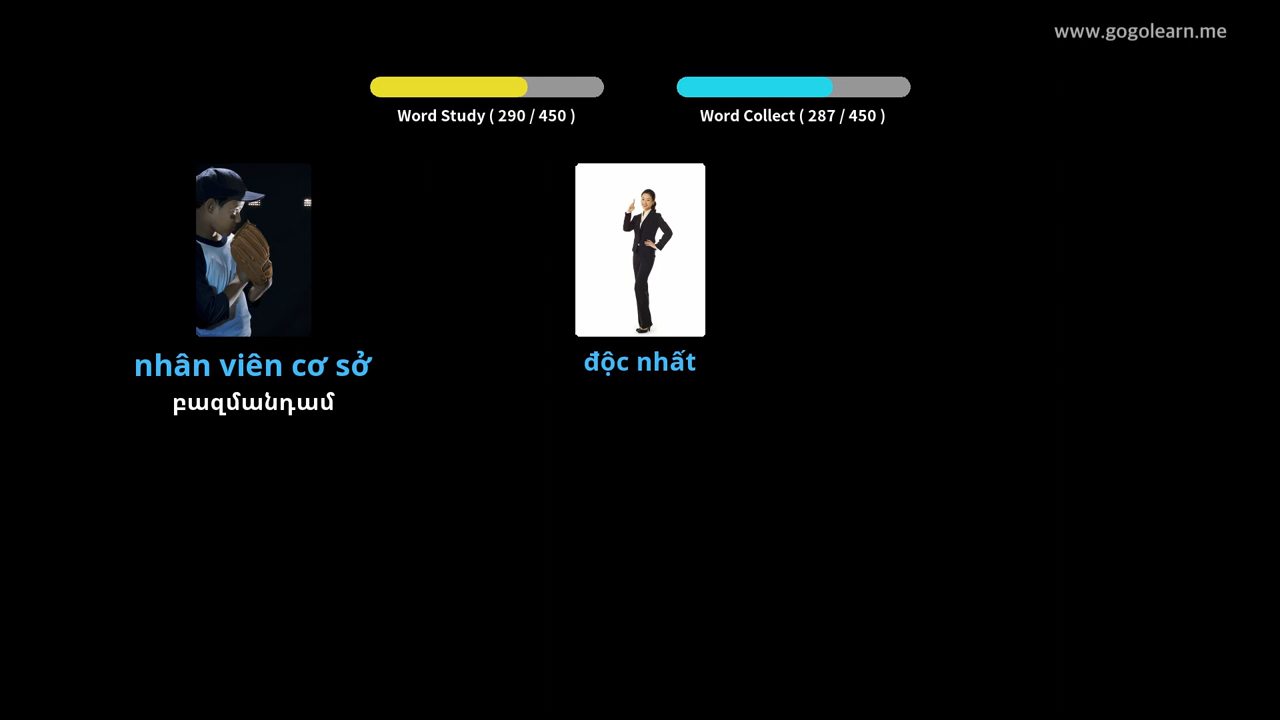 www.gogolearn.me
Word Study ( 290 / 450 )
Word Collect ( 287 / 450 )
nhân viên cơ sở
բազմանդամ
độc nhất